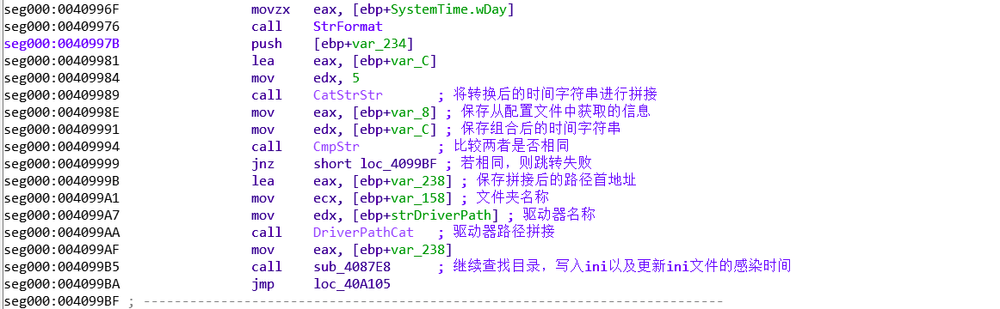 seg000:0040996F movzx eax, [ebp+SystemTime.wDay]
seg000:00409976 call StrFormat
seg000:0040997B push [ebp+var_234]
seg000:00409981 lea eax, [ebp+var_C]
seg000:00409984 mov edx, 5
seg000:00409989 call CatStrStr ; 将转换后的时间字符串进行拼接
seg000:0040998E mov eax, [ebp+var_8] ; 保存从配置文件中获取的信息
seg000:00409991 mov edx, [ebp+var_C] ; 保存组合后的时间字符串
seg000:00409994 call CmpStr ; 比较两者是否相同
seg000:00409999 jnz short loc_4099BF ; 若相同，则跳转失败
seg000:0040999B lea eax, [ebp+var_238] ; 保存拼接后的路径首地址
seg000:004099A1 mov ecx, [ebp+var_158] ; 文件夹名称
seg000:004099A7 mov edx, [ebp+strDriverPath] ; 驱动器名称
seg000:004099AA call DriverPathCat ; 驱动器路径拼接
seg000:004099AF mov eax, [ebp+var_238]
seg000:004099B5 call sub_4087E8 ; 继续查找目录，写入ini以及更新ini文件的感染时间
seg000:004099BA jmp loc_40A105
seg000:004099BF ; ---------------------------------------------------------------------------